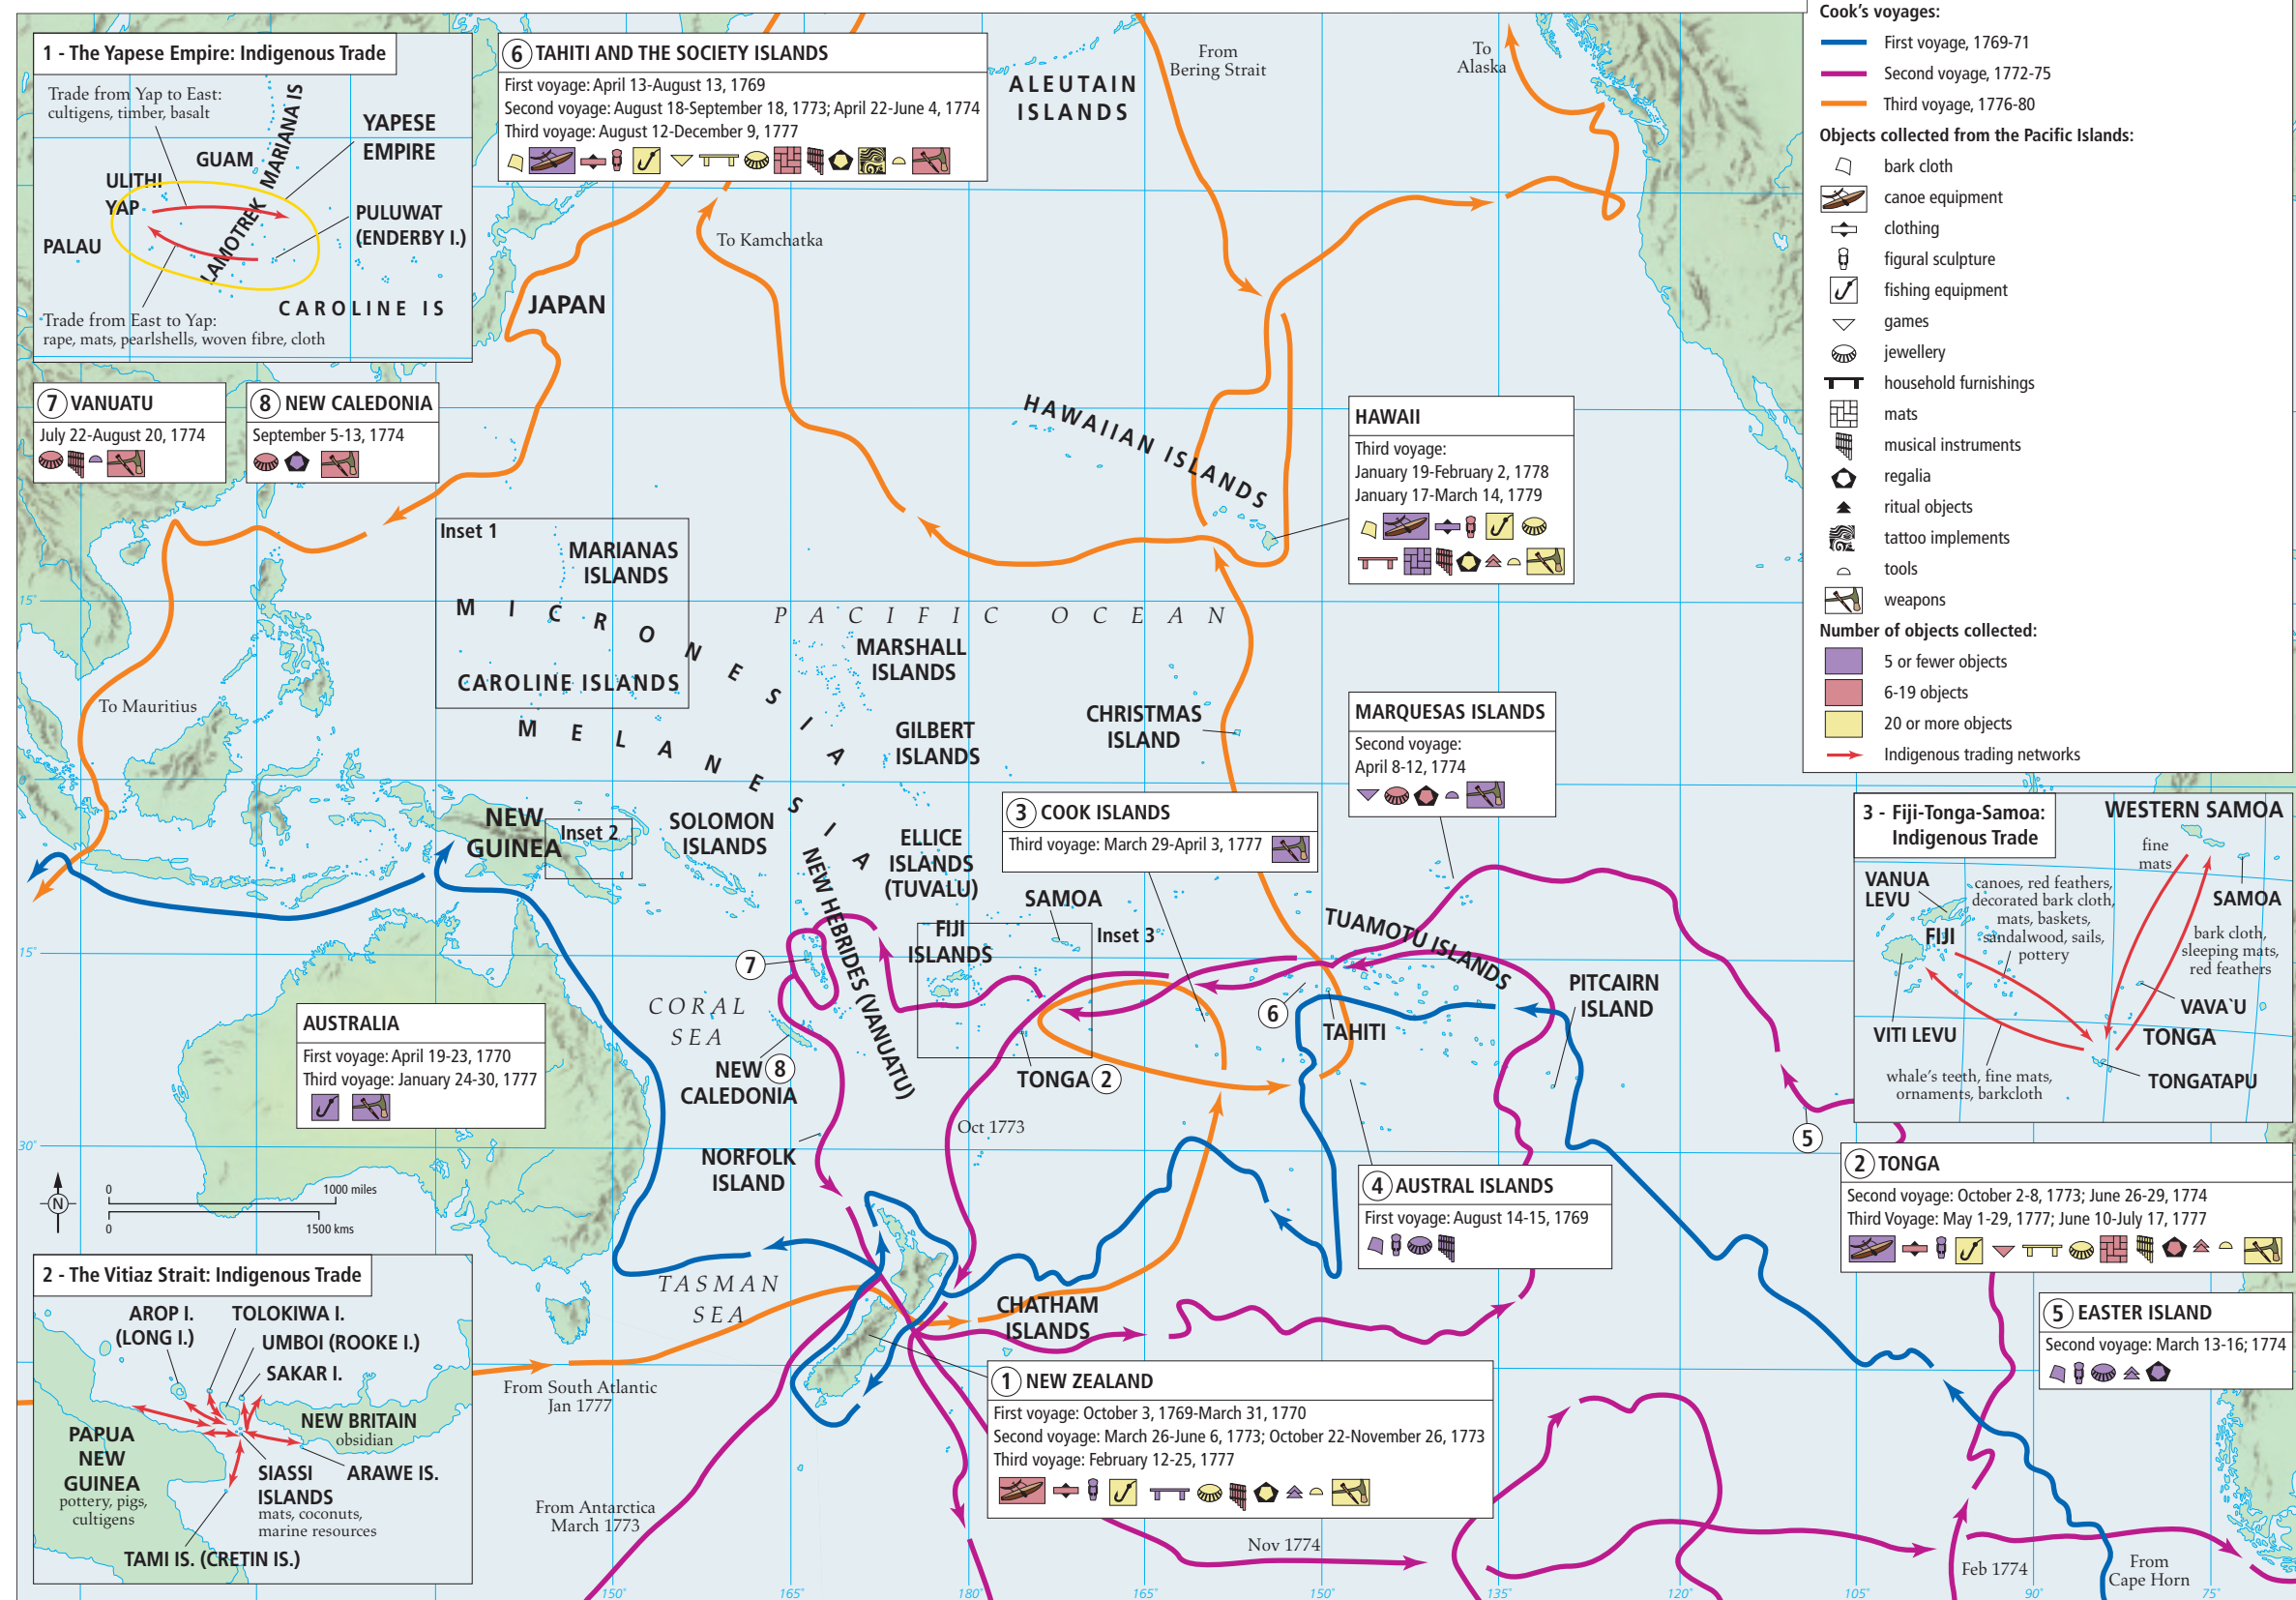 Cook's voyages:
First voyage, 1769-71
Second voyage, 1772-75
Third voyage, 1776-80
Objects collected from the Pacific Islands:
bark cloth
canoe equipment
clothing
figural sculpture
fishing equipment
games
jewellery
household furnishings
mats
musical instruments
regalia
ritual objects
tattoo implements
tools
weapons
Number of objects collected:
5 or fewer objects
6-19 objects
20 or more objects
Indigenous trading networks
1 - The Yapese Empire: Indigenous Trade
Trade from Yap to East:
cultigens, timber, basalt
MARIANA IS
YAPESE
EMPIRE
GUAM
ULITHI
YAP
LAMOTREK
PULUWAT
(ENDERBY I.)
PALAU
CAROLINE IS
Trade from East to Yap:
rape, mats, pearlshells, woven fibre, cloth
6 TAHITI AND THE SOCIETY ISLANDS
First voyage: April 13-August 13, 1769
Second voyage: August 18-September 18, 1773; April 22-June 4, 1774
Third voyage: August 12-December 9, 1777
ALEUTAIN
ISLANDS
From
Bering Strait
To
Alaska
To Kamchatka
JAPAN
7 VANUATU
July 22-August 20, 1774
8 NEW CALEDONIA
September 5-13, 1774
HAWAIIAN ISLANDS
HAWAII
Third voyage:
January 19-February 2, 1778
January 17-March 14, 1779
Inset 1
MARIANAS
ISLANDS
MICRONESIA
CAROLINE ISLANDS
PACIFIC OCEAN
MARSHALL
ISLANDS
MELANESIA
GILBERT
ISLANDS
CHRISTMAS
ISLAND
To Mauritius
MARQUESAS ISLANDS
Second voyage:
April 8-12, 1774
NEW
GUINEA
Inset 2
SOLOMON
ISLANDS
ELLICE
ISLANDS
(TUVALU)
3 COOK ISLANDS
Third voyage: March 29-April 3, 1777
NEW HEBRIDES (VANUATU)
SAMOA
FIJI
ISLANDS
Inset 3
TUAMOTU ISLANDS
PITCAIRN
ISLAND
7
6
TAHITI
CORAL
SEA
NEW 8
CALEDONIA
TONGA 2
AUSTRALIA
First voyage: April 19-23, 1770
Third voyage: January 24-30, 1777
Oct 1773
NORFOLK
ISLAND
5
3 - Fiji-Tonga-Samoa:
Indigenous Trade
WESTERN SAMOA
fine
mats
VANUA
LEVU
canoes, red feathers,
decorated bark cloth,
mats, baskets,
sandalwood, sails,
pottery
SAMOA
FIJI
bark cloth,
sleeping mats,
red feathers
VAVA`U
VITI LEVU
TONGA
whale's teeth, fine mats,
ornaments, barkcloth
TONGATAPU
4 AUSTRAL ISLANDS
First voyage: August 14-15, 1769
2 TONGA
Second voyage: October 2-8, 1773; June 26-29, 1774
Third Voyage: May 1-29, 1777; June 10-July 17, 1777
5 EASTER ISLAND
Second voyage: March 13-16; 1774
N
0 1000 miles
0 1500 kms
2 - The Vitiaz Strait: Indigenous Trade
AROP I.
(LONG I.)
TOLOKIWA I.
UMBOI (ROOKE I.)
SAKAR I.
NEW BRITAIN
obsidian
PAPUA
NEW
GUINEA
pottery, pigs,
cultigens
SIASSI
ISLANDS
mats, coconuts,
marine resources
ARAWE IS.
TAMI IS. (CRETIN IS.)
TASMAN
SEA
CHATHAM
ISLANDS
From South Atlantic
Jan 1777
1 NEW ZEALAND
First voyage: October 3, 1769-March 31, 1770
Second voyage: March 26-June 6, 1773; October 22-November 26, 1773
Third voyage: February 12-25, 1777
From Antarctica
March 1773
Nov 1774
Feb 1774
From
Cape Horn
15°
0°
15°
30°
150°
165°
180°
165°
150°
135°
120°
105°
90°
75°